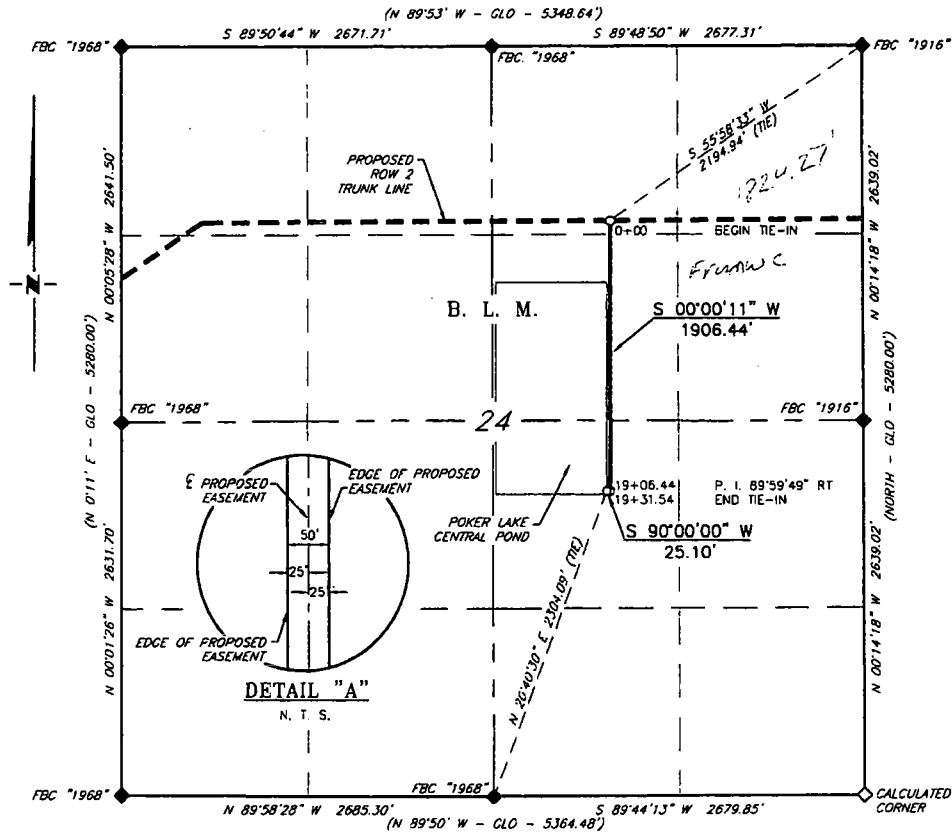 (N 89°53' W - GLO - 5348.64')
S 89°50'44" W 2671.71'
S 89°48'50" W 2677.31'
FBC "1968"
FBC. "1968"
FBC "1916"
S 55°58'33" W
2194.94' (TIE)
1824.27'
N 00°05'28" W 2641.50'
N 00°14'18" W 2639.02'
PROPOSED
ROW 2
TRUNK LINE
0+00
BEGIN TIE-IN
N
B. L. M.
S 00°00'11" W
1906.44'
(N 0°11' E - GLO - 5280.00')
(NORTH - GLO - 5280.00')
FBC "1968"
24
FBC "1916"
PROPOSED
EASEMENT
EDGE OF PROPOSED
EASEMENT
50'
25'
25'
EDGE OF PROPOSED
EASEMENT
DETAIL "A"
N. T. S.
19+06.44
P. I. 89°59'49" RT
19+31.54
END TIE-IN
POKER LAKE
CENTRAL POND
S 90°00'00" W
25.10'
N 20°40'30" E 2304.09' (TIE)
N 00°01'26" W 2631.70'
N 00°14'18" W 2639.02'
FBC "1968"
FBC "1968"
CALCULATED
CORNER
N 89°58'28" W 2685.30'
S 89°44'13" W 2679.85'
(N 89°50' W - GLO - 5364.48')